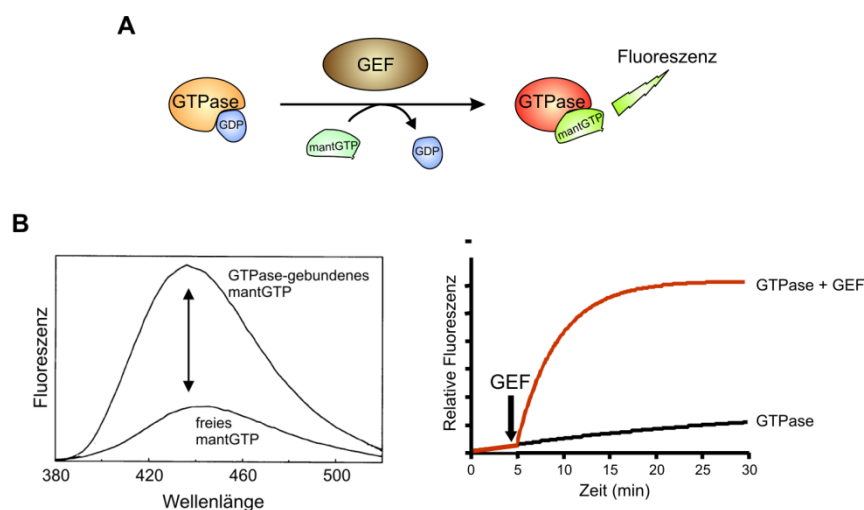 A
GEF
Fluoreszenz
GTPase
GDP
mantGTP
GDP
GTPase
mantGTP
B
Fluoreszenz
GTPase-gebundenes
mantGTP
freies
mantGTP
380
420
460
500
Wellenlänge
Relative Fluoreszenz
GEF
GTPase + GEF
GTPase
0
5
10
15
20
25
30
Zeit (min)